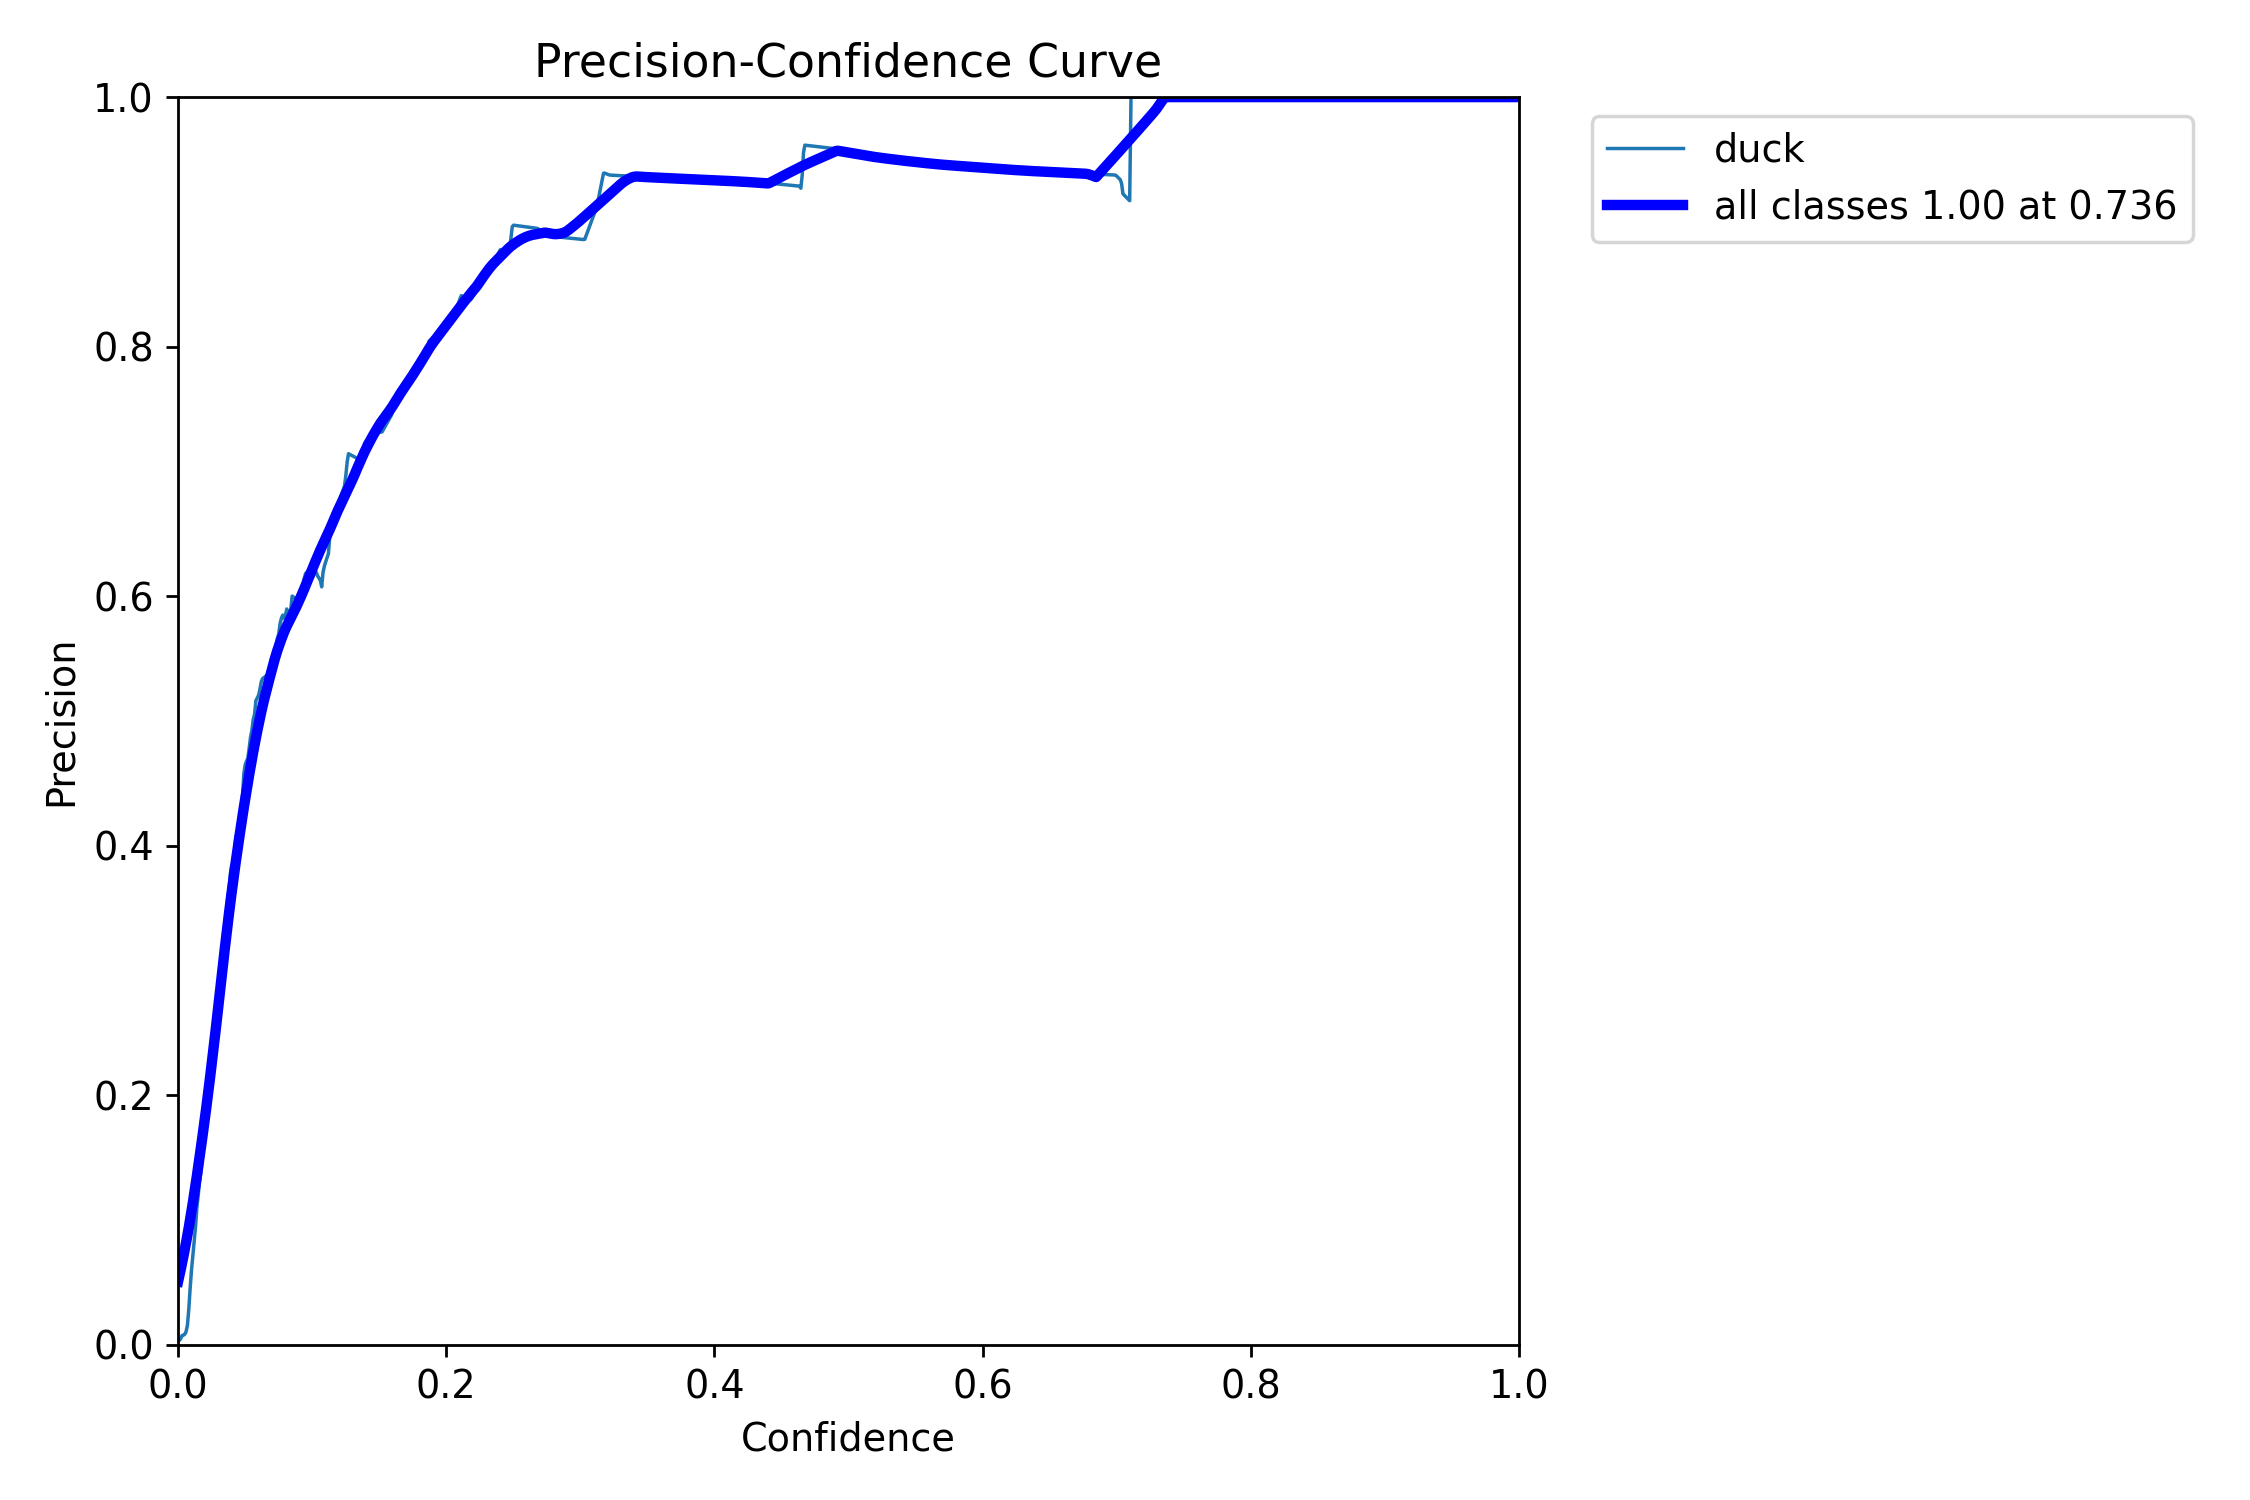 Precision-Confidence Curve
1.0
0.8
0.6
0.4
0.2
0.0
Precision
0.0 0.2 0.4 0.6 0.8 1.0
Confidence
duck
all classes 1.00 at 0.736